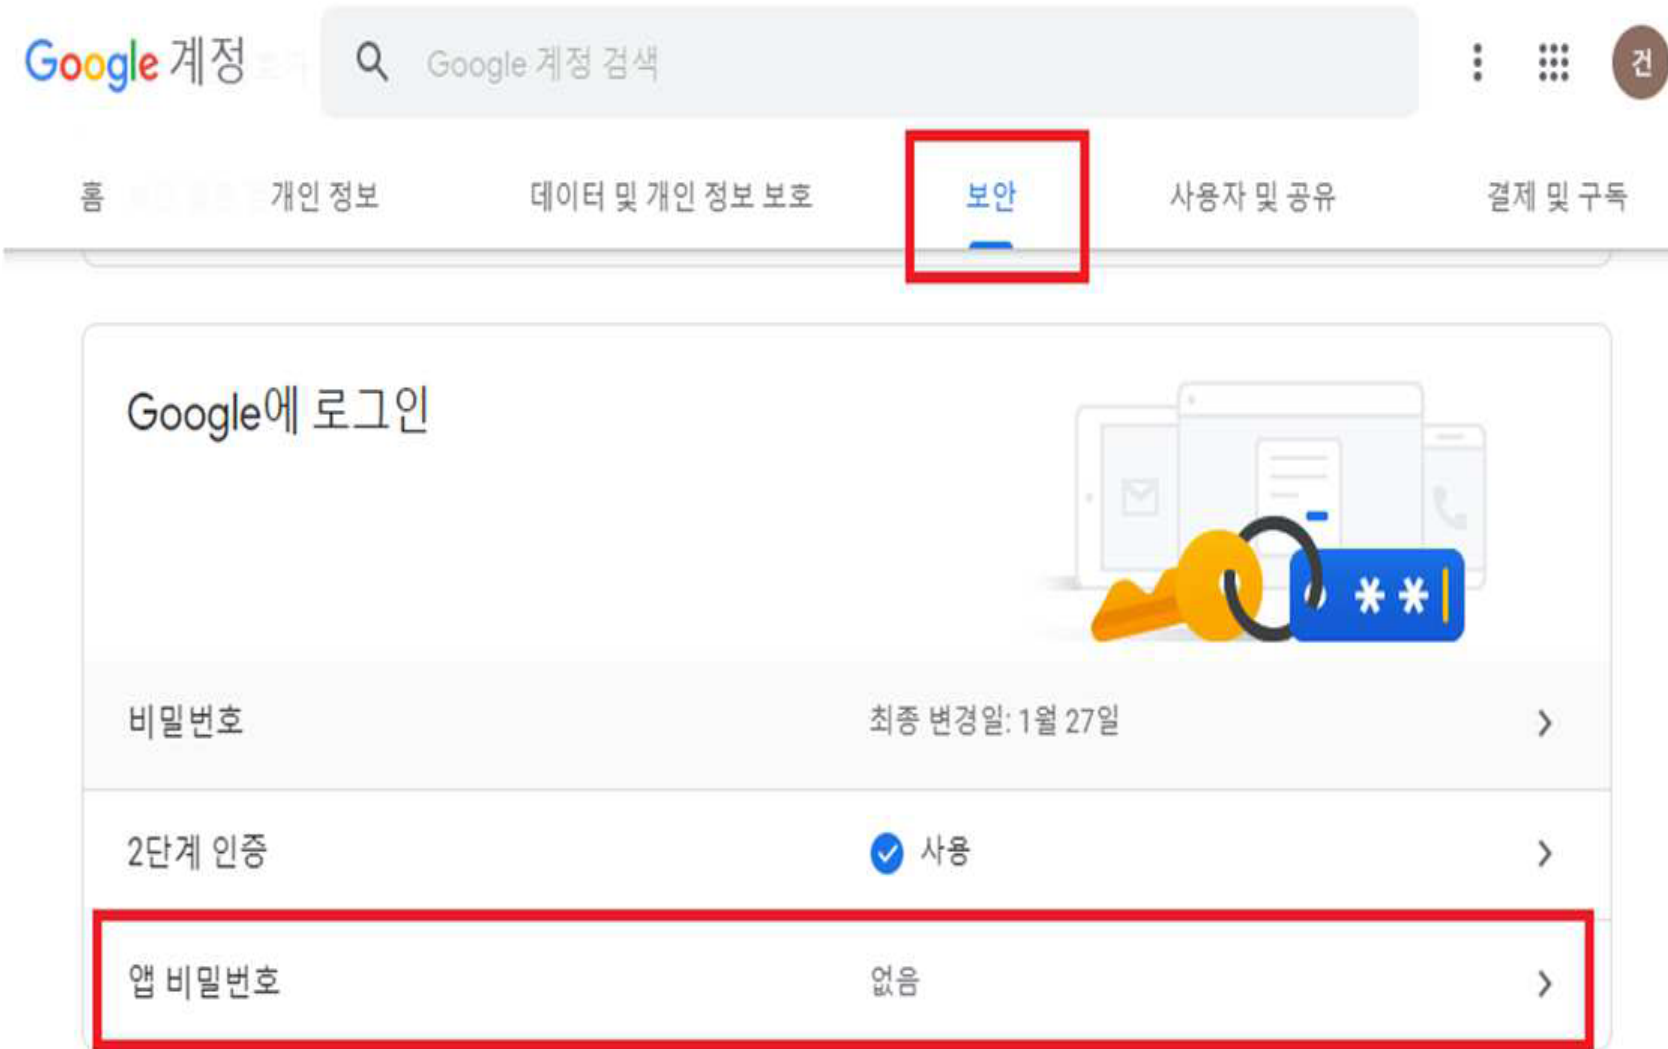 Google 계정
Google 계정 검색
건
홈 개인 정보 데이터 및 개인 정보 보호 보안 사용자 및 공유 결제 및 구독
Google에 로그인
**
비밀번호 최종 변경일: 1월 27일
2단계 인증 사용
앱 비밀번호 없음